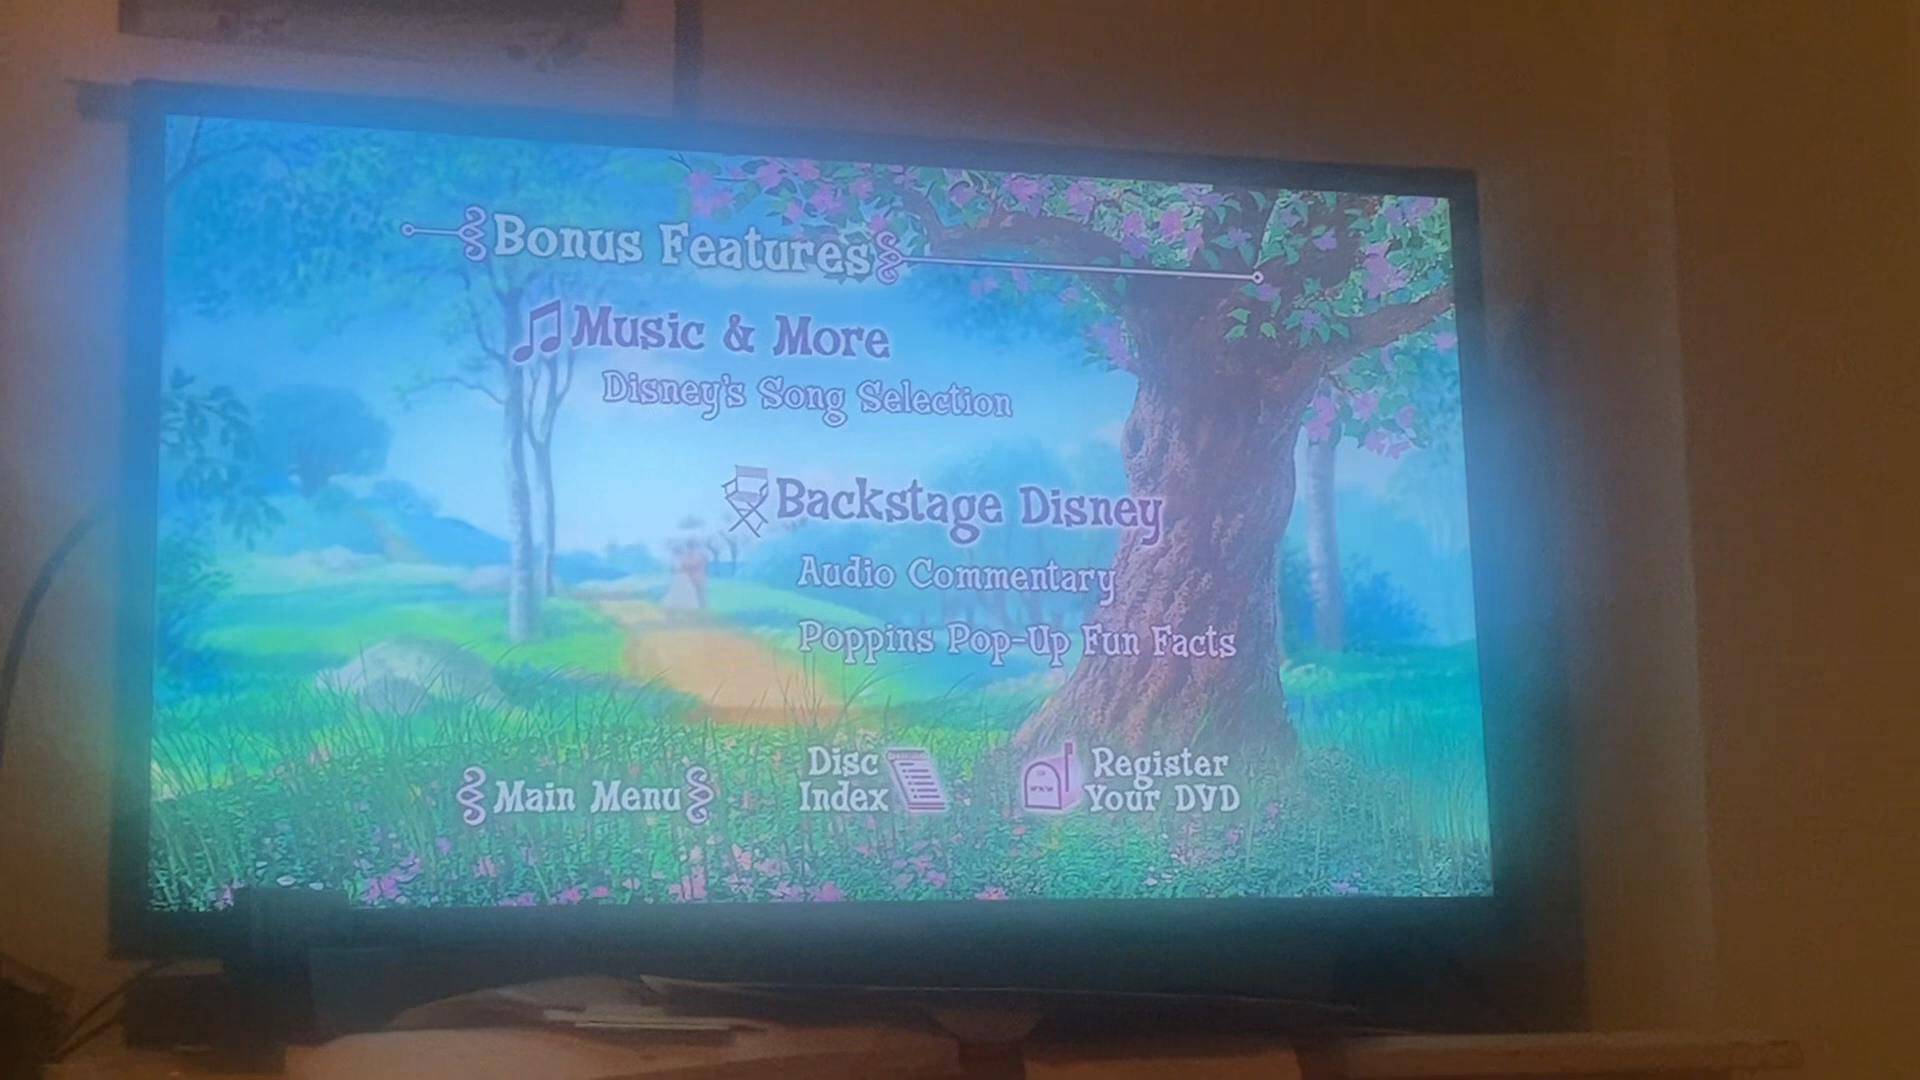 Bonus Features
Music & More
Disney's Song Selection
Backstage Disney
Audio Commentary
Poppins Pop-Up Fun Facts
Main Menu
Disc
Index
Register
Your DVD